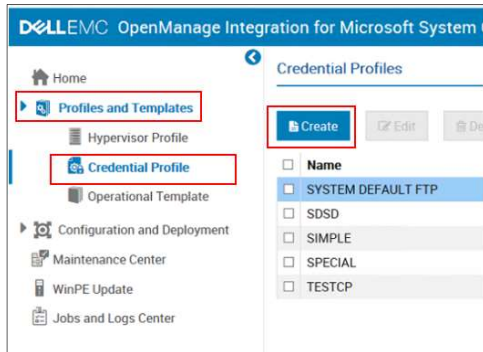 DELLEMC OpenManage Integration for Microsoft System
Home
Profiles and Templates
Hypervisor Profile
Credential Profile
Operational Template
Configuration and Deployment
Maintenance Center
WinPE Update
Jobs and Logs Center
Credential Profiles
Create Edit De
Name
SYSTEM DEFAULT FTP
SDSD
SIMPLE
SPECIAL
TESTCP